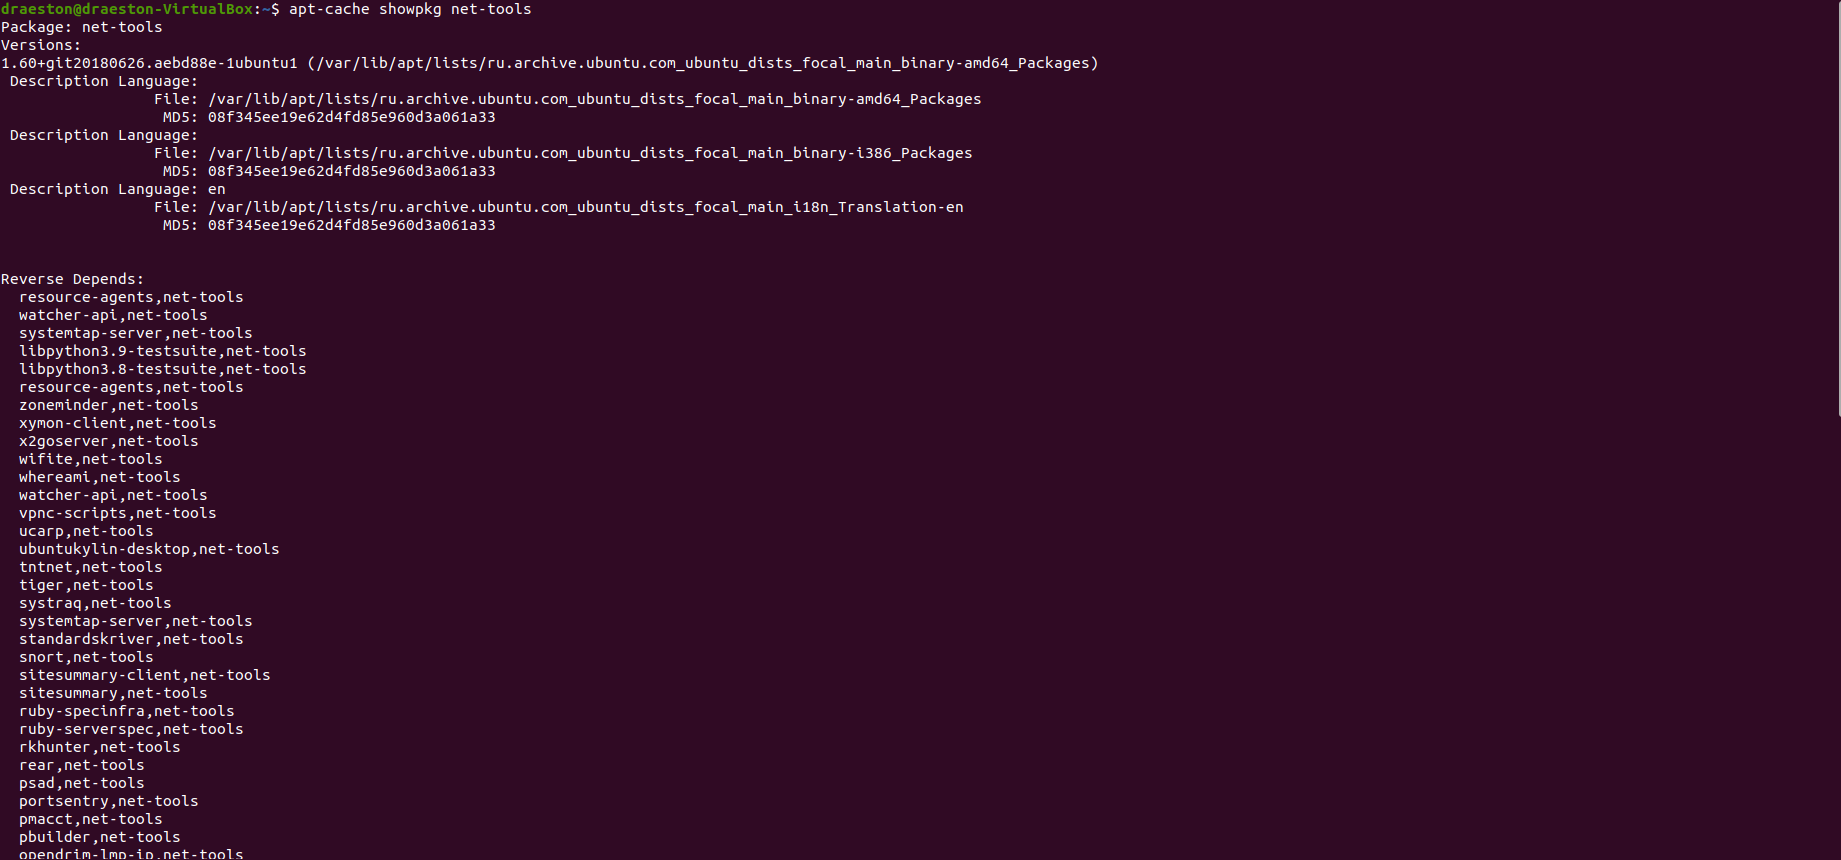 draeston@draeston-VirtualBox:~$ apt-cache showpkg net-tools
Package: net-tools
Versions:
1.60+git20180626.aebd88e-1ubuntu1 (/var/lib/apt/lists/ru.archive.ubuntu.com_ubuntu_dists_focal_main_binary-amd64_Packages)
 Description Language:
                 File: /var/lib/apt/lists/ru.archive.ubuntu.com_ubuntu_dists_focal_main_binary-amd64_Packages
                  MD5: 08f345ee19e62d4fd85e960d3a061a33
 Description Language:
                 File: /var/lib/apt/lists/ru.archive.ubuntu.com_ubuntu_dists_focal_main_binary-i386_Packages
                  MD5: 08f345ee19e62d4fd85e960d3a061a33
 Description Language: en
                 File: /var/lib/apt/lists/ru.archive.ubuntu.com_ubuntu_dists_focal_main_i18n_Translation-en
                  MD5: 08f345ee19e62d4fd85e960d3a061a33
Reverse Depends:
  resource-agents,net-tools
  watcher-api,net-tools
  systemtap-server,net-tools
  libpython3.9-testsuite,net-tools
  libpython3.8-testsuite,net-tools
  resource-agents,net-tools
  zoneminder,net-tools
  xymon-client,net-tools
  x2goserver,net-tools
  wifite,net-tools
  whereami,net-tools
  watcher-api,net-tools
  vpnc-scripts,net-tools
  ucarp,net-tools
  ubuntukylin-desktop,net-tools
  tntnet,net-tools
  tiger,net-tools
  systraq,net-tools
  systemtap-server,net-tools
  standardskriver,net-tools
  snort,net-tools
  sitesummary-client,net-tools
  sitesummary,net-tools
  ruby-specinfra,net-tools
  ruby-serverspec,net-tools
  rkhunter,net-tools
  rear,net-tools
  psad,net-tools
  portsentry,net-tools
  pmacct,net-tools
  pbuilder,net-tools
  opendrim-lmp-ip,net-tools